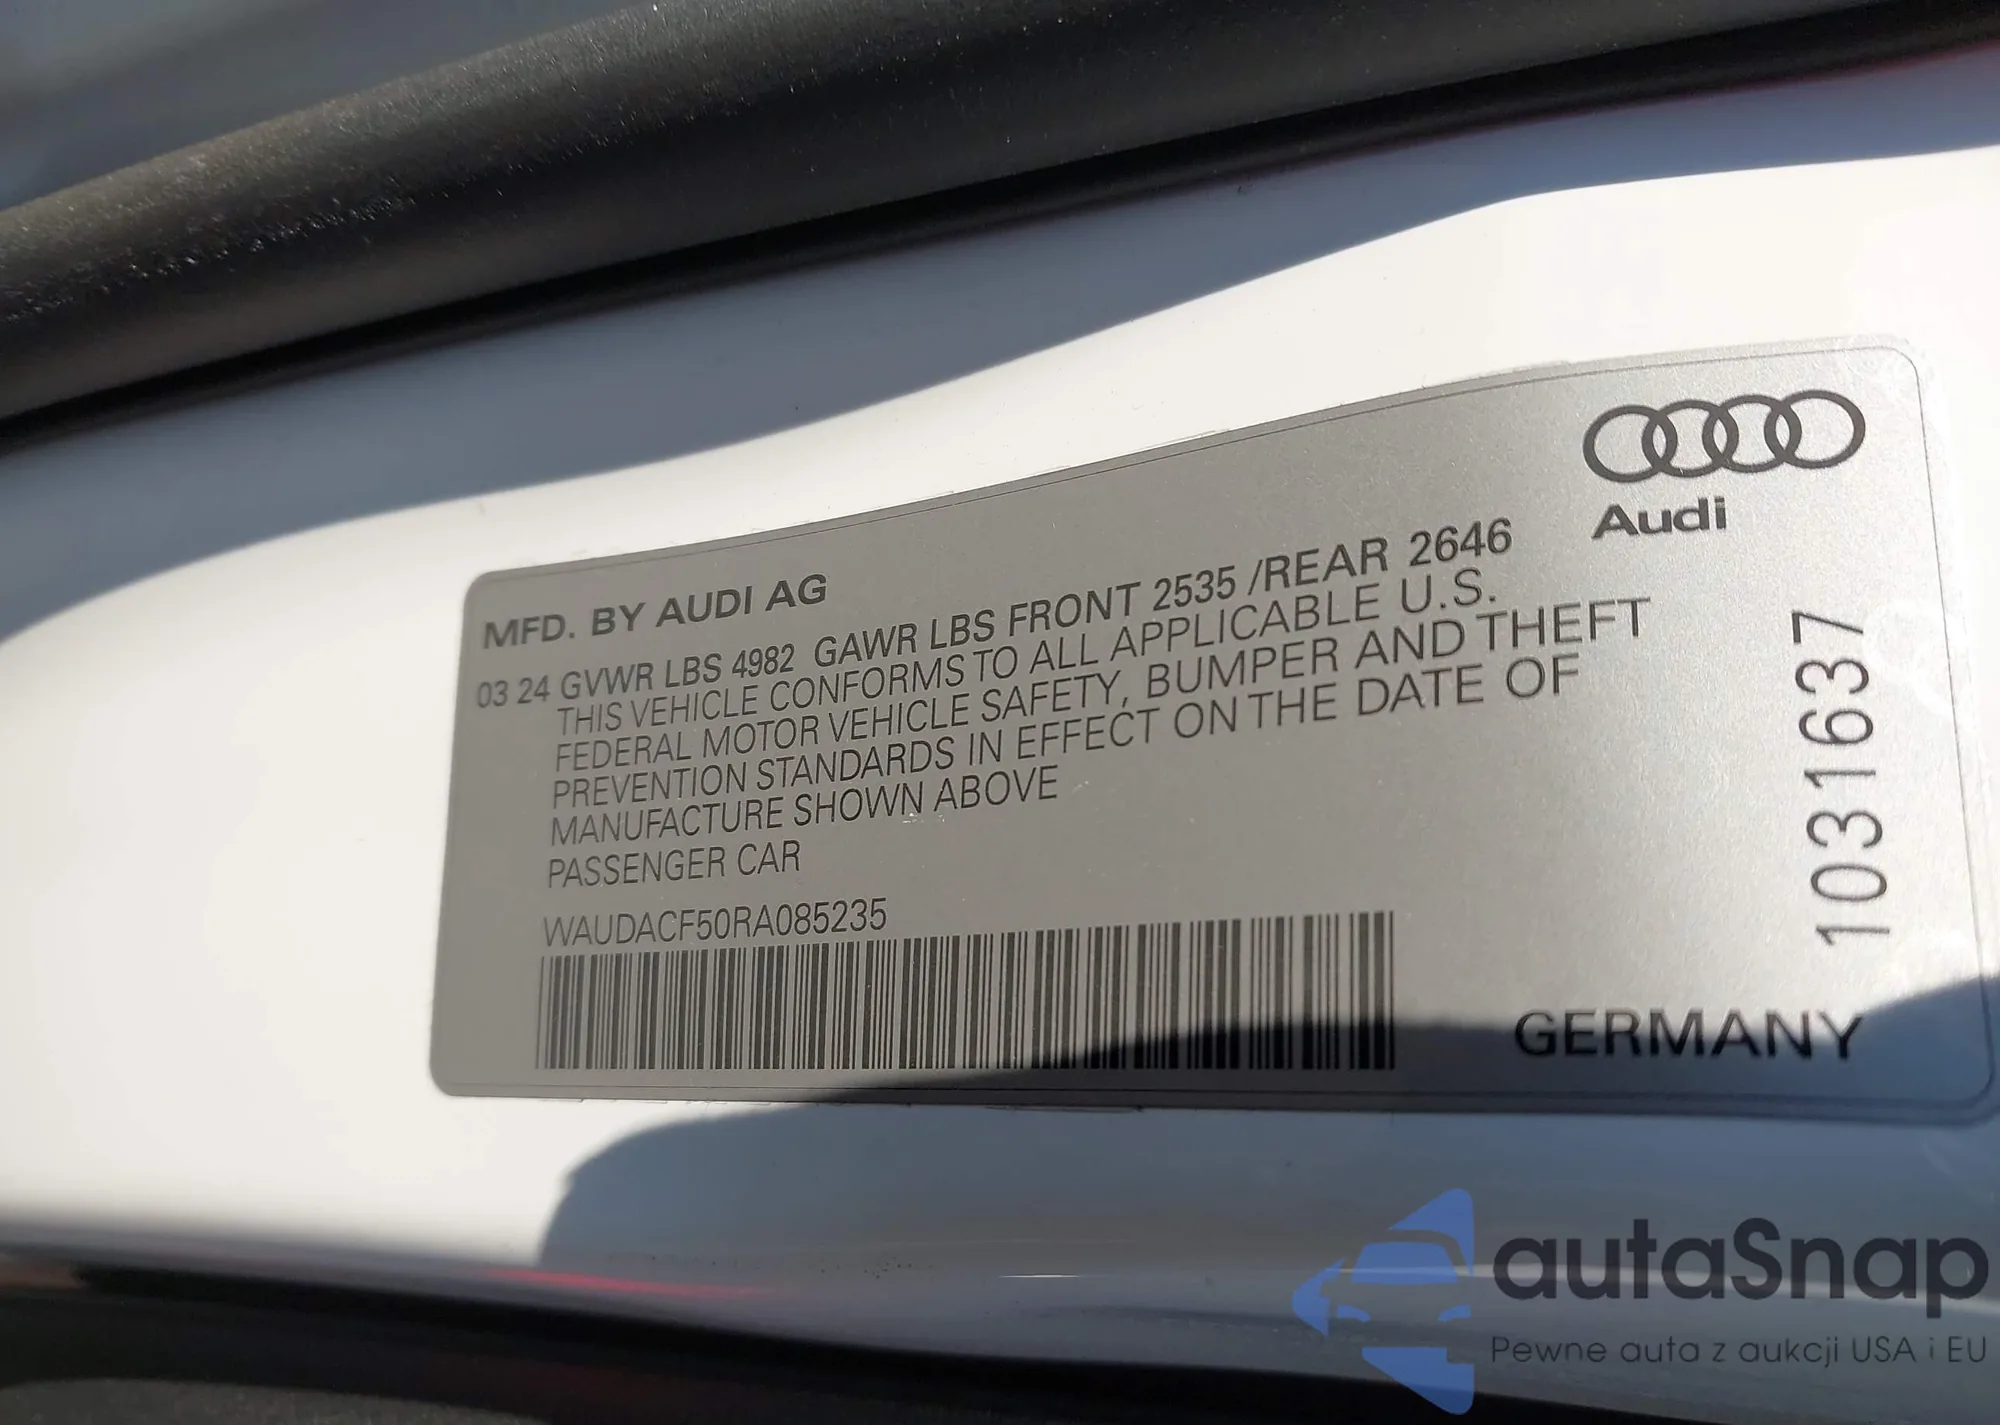 Audi
MFD. BY AUDI AG
03 24 GVWR LBS 4982 GAWR LBS FRONT 2535 /REAR 2646
THIS VEHICLE CONFORMS TO ALL APPLICABLE U.S.
FEDERAL MOTOR VEHICLE SAFETY, BUMPER AND THEFT
PREVENTION STANDARDS IN EFFECT ON THE DATE OF
MANUFACTURE SHOWN ABOVE
PASSENGER CAR
WAUDACF50RA085235
1031637
GERMANY
autaSnap
Pewne auta z aukcji USA i EU